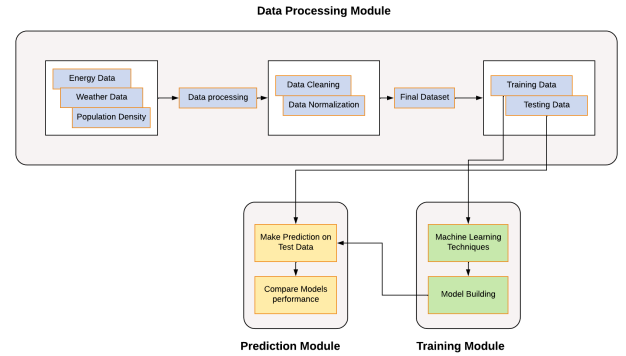 Data Processing Module
Energy Data
Weather Data
Population Density
Data processing
Data Cleaning
Data Normalization
Final Dataset
Training Data
Testing Data
Make Prediction on
Test Data
Compare Models
performance
Machine Learning
Techniques
Model Building
Prediction Module
Training Module